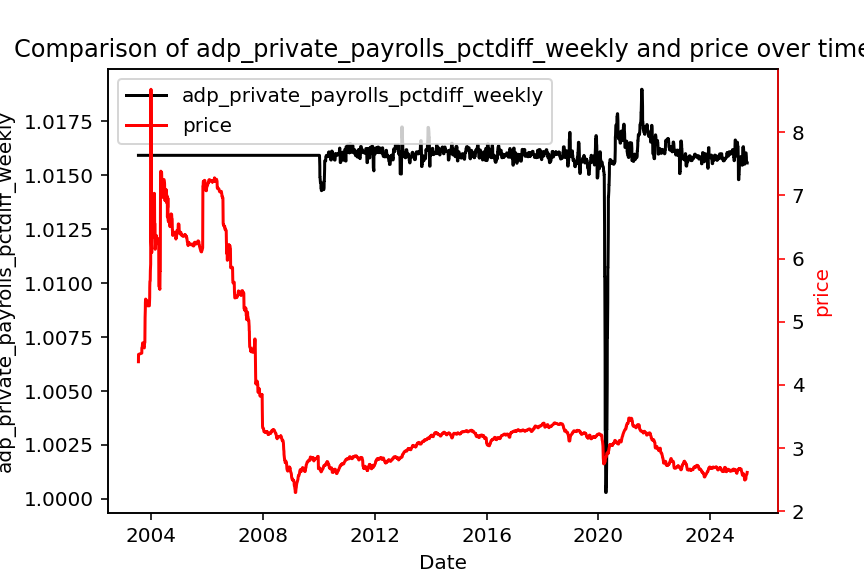 Comparison of adp_private_payrolls_pctdiff_weekly and price over time
adp_private_payrolls_pctdiff_weekly
price
1.0175
1.0150
1.0125
1.0100
1.0075
1.0050
1.0025
1.0000
adp_private_payrolls_pctdiff_weekly
8
7
6
5
4
3
2
price
2004 2008 2012 2016 2020 2024
Date